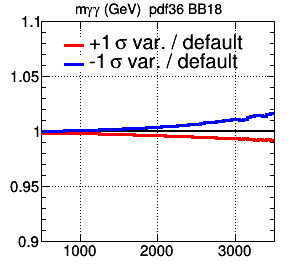 mγγ (GeV) pdf36 BB18
1.1
+1 σ var. / default
-1 σ var. / default
1.05
1
0.95
0.9
1000 2000 3000